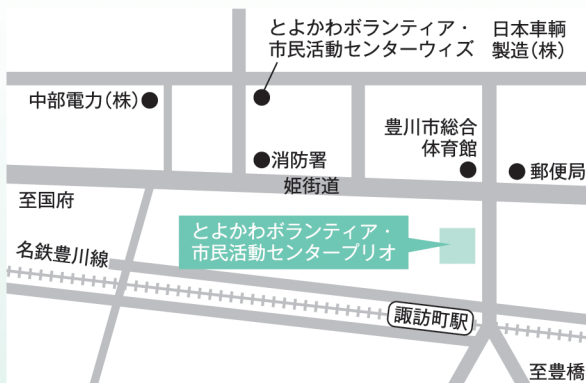 とよかわボランティア・
市民活動センターウィズ
日本車輌
製造(株)
中部電力(株)
豊川市総合
体育館
消防署
郵便局
姫街道
至国府
とよかわボランティア・
市民活動センタープリオ
名鉄豊川線
諏訪町駅
至豊橋